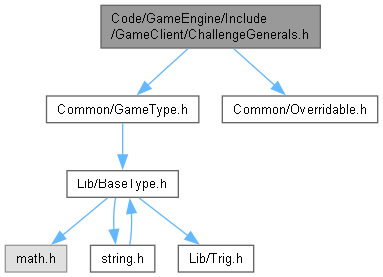 Code/GameEngine/Include
/GameClient/ChallengeGenerals.h
Common/GameType.h
Common/Overridable.h
Lib/BaseType.h
math.h
string.h
Lib/Trig.h